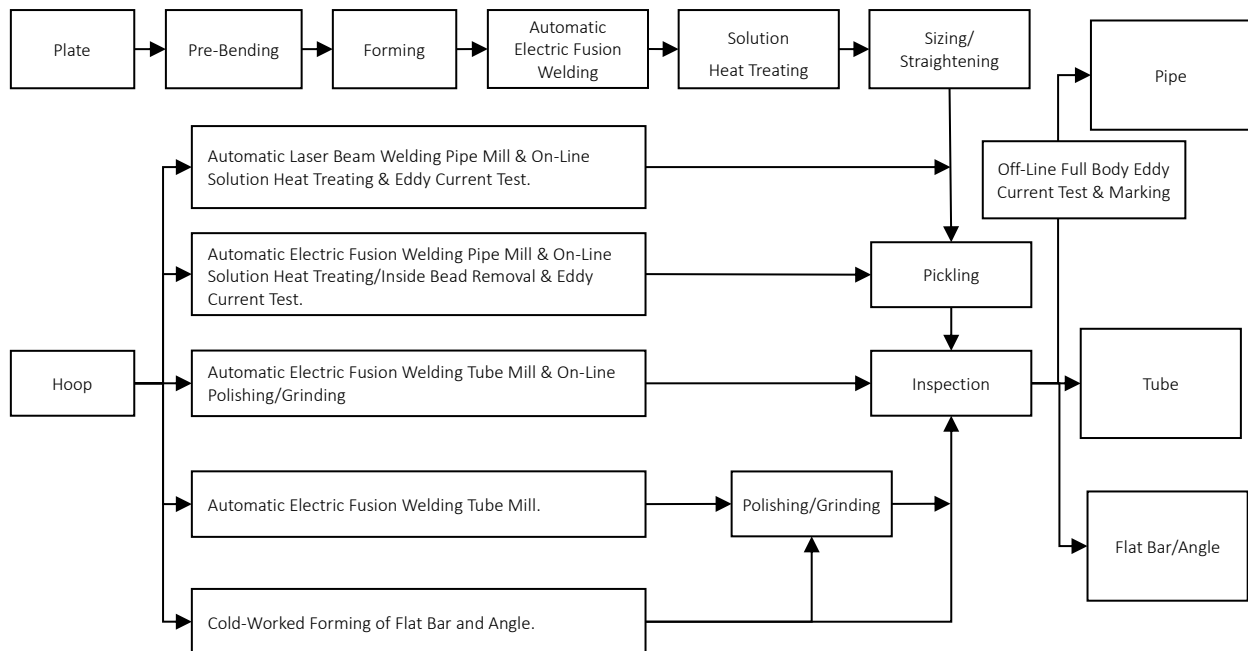 Plate
Pre-Bending
Forming
Automatic
Electric Fusion
Welding
Solution
Heat Treating
Sizing/
Straightening
Pipe
Automatic Laser Beam Welding Pipe Mill & On-Line
Solution Heat Treating & Eddy Current Test.
Off-Line Full Body Eddy
Current Test & Marking
Automatic Electric Fusion Welding Pipe Mill & On-Line
Solution Heat Treating/Inside Bead Removal & Eddy
Current Test.
Pickling
Hoop
Automatic Electric Fusion Welding Tube Mill & On-Line
Polishing/Grinding
Inspection
Tube
Automatic Electric Fusion Welding Tube Mill.
Polishing/Grinding
Flat Bar/Angle
Cold-Worked Forming of Flat Bar and Angle.